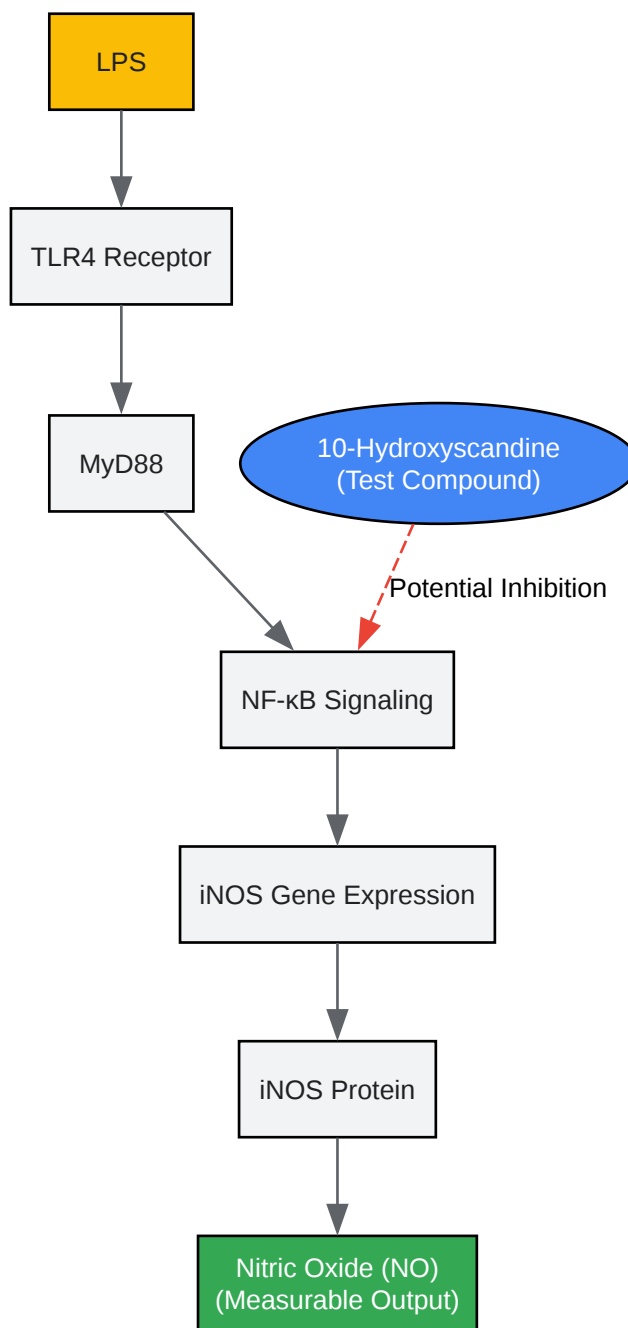 LPS
TLR4 Receptor
MyD88
10-Hydroxyscandine
(Test Compound)
Potential Inhibition
NF-κB Signaling
iNOS Gene Expression
iNOS Protein
Nitric Oxide (NO)
(Measurable Output)